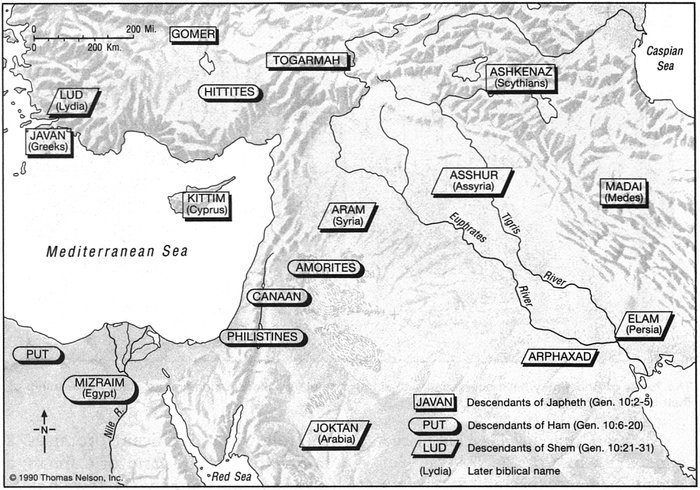 0 200 Mi.
0 200 Km.
GOMER
TOGARMAH
Caspian
Sea
ASHKENAZ
(Scythians)
HITTITES
LUD
(Lydia)
JAVAN
(Greeks)
ASSHUR
(Assyria)
MADAI
(Medes)
KITTIM
(Cyprus)
ARAM
(Syria)
Euphrates
River
Tigris
River
Mediterranean Sea
AMORITES
CANAAN
PHILISTINES
ELAM
(Persia)
ARPHAXAD
PUT
MIZRAIM
(Egypt)
Nile R.
N
JOKTAN
(Arabia)
Red Sea
JAVAN Descendants of Japheth (Gen. 10:2-5)
PUT Descendants of Ham (Gen. 10:6-20)
LUD Descendants of Shem (Gen. 10:21-31)
(Lydia) Later biblical name
© 1990 Thomas Nelson, Inc.